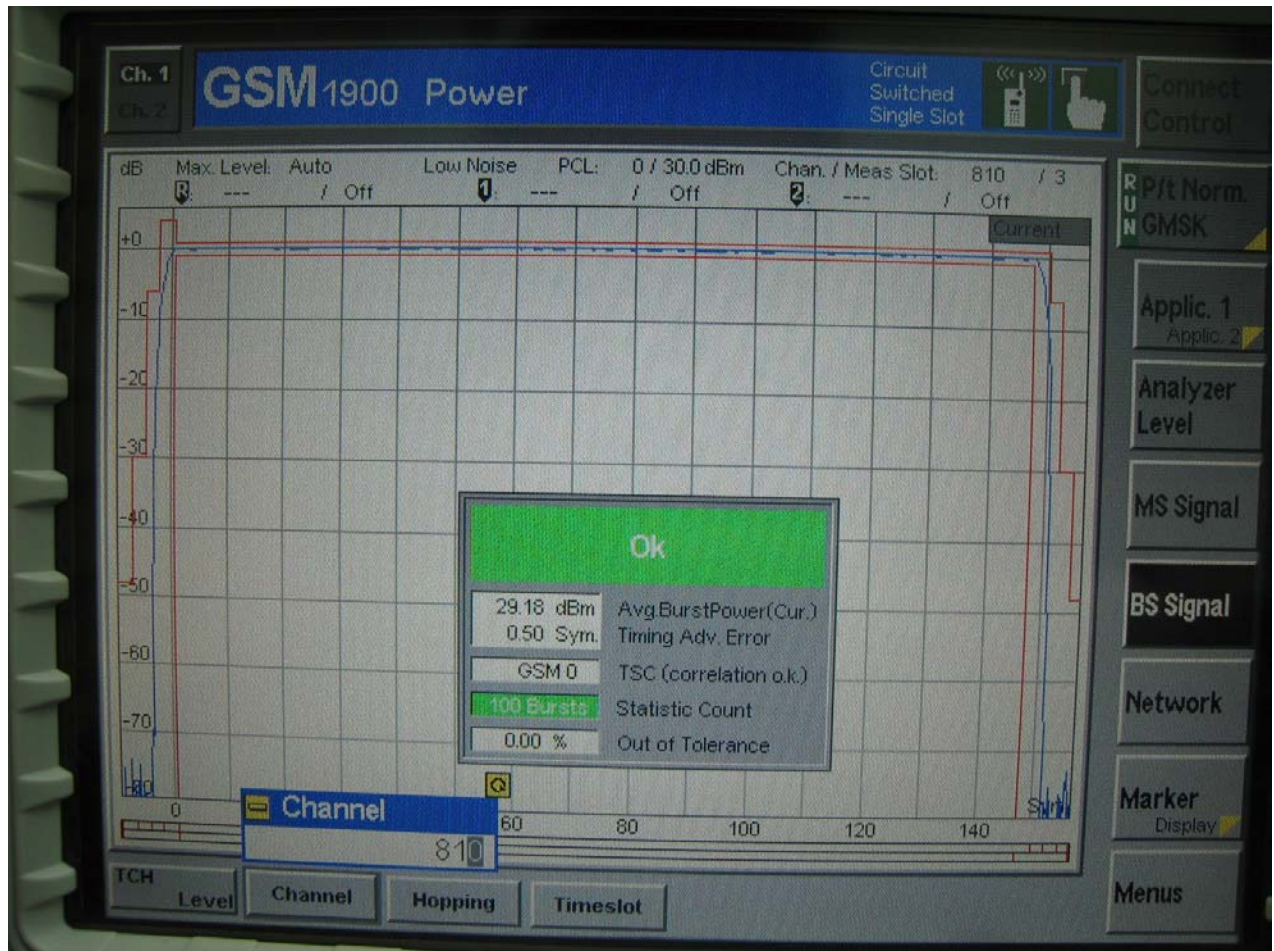 Ch. 1
Ch. 2
GSM 1900 Power
Circuit
Switched
Single Slot
Connect
Control
dB Max. Level: Auto Low Noise PCL: 0 / 30.0 dBm Chan. / Meas Slot: 810 / 3
R: --- / Off 1: --- / Off 2: --- / Off
Current
RUN
P/t Norm.
GMSK
+0
-10
-20
-30
-40
-50
-60
-70
-80
Applic. 1
Applic. 2
Analyzer
Level
MS Signal
BS Signal
Network
Marker
Display
Menus
Ok
29.18 dBm Avg.BurstPower(Cur.)
0.50 Sym. Timing Adv. Error
GSM 0 TSC (correlation o.k.)
100 Bursts Statistic Count
0.00 % Out of Tolerance
0 60 80 100 120 140
Channel
810
TCH
Level
Channel
Hopping
Timeslot